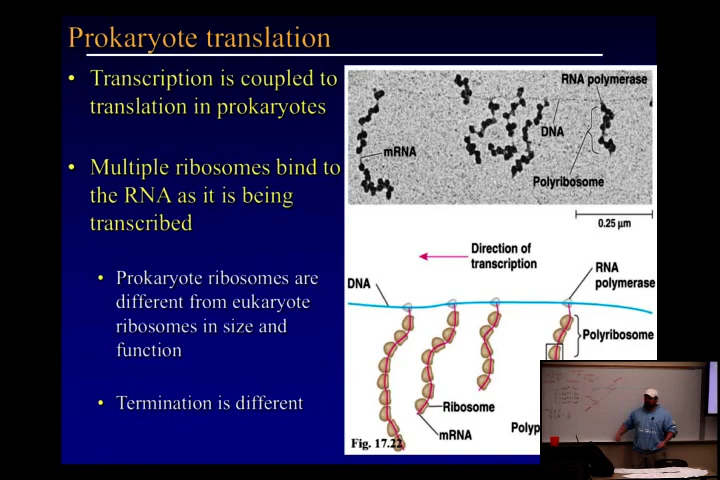 Prokaryote translation
• Transcription is coupled to
translation in prokaryotes
• Multiple ribosomes bind to
the RNA as it is being
transcribed
• Prokaryote ribosomes are
different from eukaryote
ribosomes in size and
function
• Termination is different
RNA polymerase
DNA
mRNA
Polyribosome
0.25 µm
Direction of
transcription
DNA
RNA
polymerase
Polyribosome
Ribosome
mRNA
Fig. 17.22